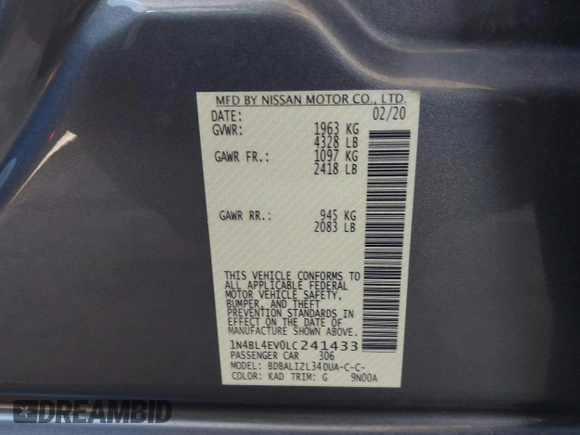 MFD BY NISSAN MOTOR CO., LTD.
DATE: 02/20
GVWR: 1963 KG
4328 LB
GAWR FR.: 1097 KG
2418 LB
GAWR RR.: 945 KG
2083 LB
THIS VEHICLE CONFORMS TO
ALL APPLICABLE FEDERAL
MOTOR VEHICLE SAFETY,
BUMPER, AND THEFT
PREVENTION STANDARDS IN
EFFECT ON THE DATE OF
MANUFACTURE SHOWN ABOVE.
1N4BL4EV0LC241433
PASSENGER CAR 306
MODEL: BDBALIZL34DUA-C-C-
COLOR: KAD TRIM: G 9N00A
DREAMBID